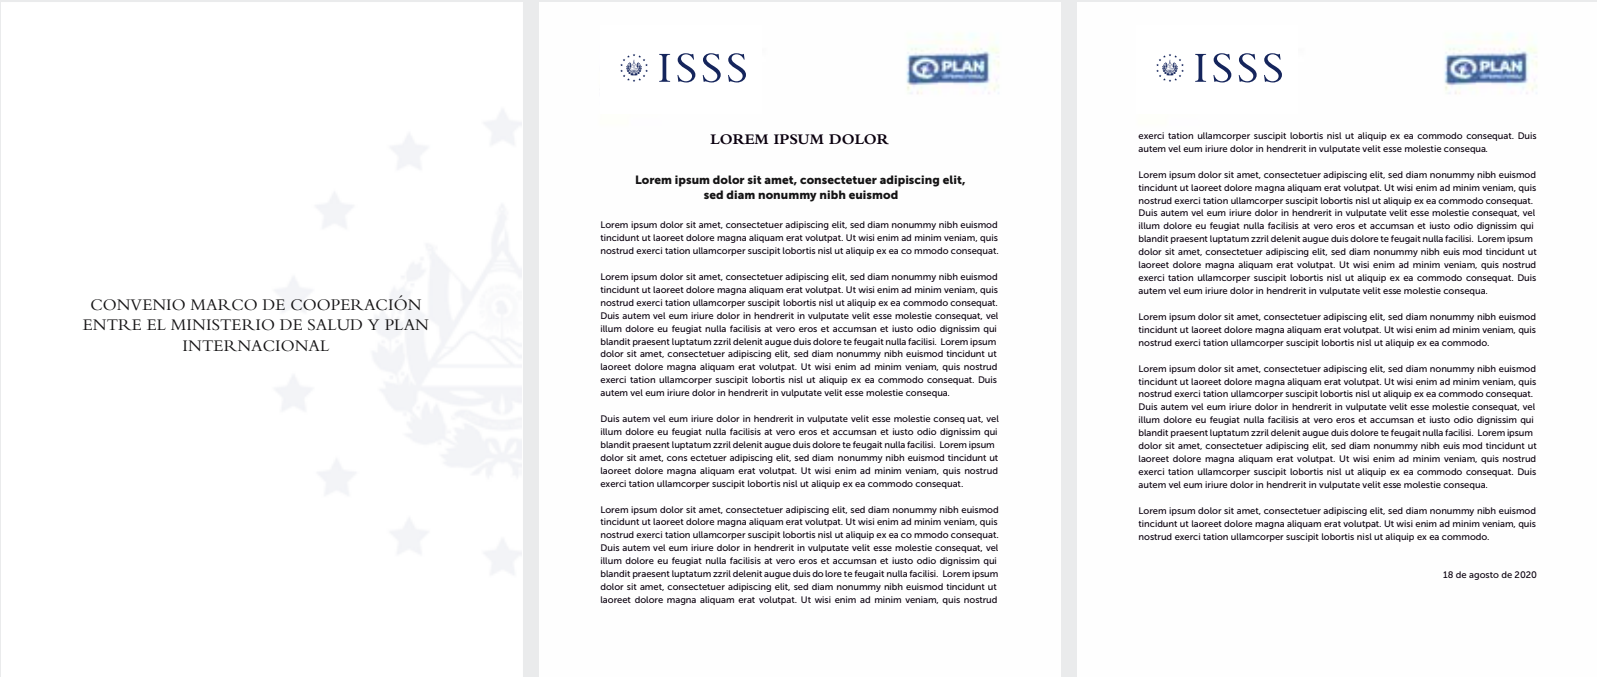 CONVENIO MARCO DE COOPERACIÓN
ENTRE EL MINISTERIO DE SALUD Y PLAN
INTERNACIONAL
ISSS
PLAN
LOREM IPSUM DOLOR
Lorem ipsum dolor sit amet, consectetuer adipiscing elit,
sed diam nonummy nibh euismod
Lorem ipsum dolor sit amet, consectetuer adipiscing elit, sed diam nonummy nibh euismod
tincidunt ut laoreet dolore magna aliquam erat volutpat. Ut wisi enim ad minim veniam, quis
nostrud exerci tation ullamcorper suscipit lobortis nisl ut aliquip ex ea co mmodo consequat.
Lorem ipsum dolor sit amet, consectetuer adipiscing elit, sed diam nonummy nibh euismod
tincidunt ut laoreet dolore magna aliquam erat volutpat. Ut wisi enim ad minim veniam, quis
nostrud exerci tation ullamcorper suscipit lobortis nisl ut aliquip ex ea commodo consequat.
Duis autem vel eum iriure dolor in hendrerit in vulputate velit esse molestie consequat, vel
illum dolore eu feugiat nulla facilisis at vero eros et accumsan et iusto odio dignissim qui
blandit praesent luptatum zzril delenit augue duis dolore te feugait nulla facilisi. Lorem ipsum
dolor sit amet, consectetuer adipiscing elit, sed diam nonummy nibh euismod tincidunt ut
laoreet dolore magna aliquam erat volutpat. Ut wisi enim ad minim veniam, quis nostrud
exerci tation ullamcorper suscipit lobortis nisl ut aliquip ex ea commodo consequat. Duis
autem vel eum iriure dolor in hendrerit in vulputate velit esse molestie consequa.
Duis autem vel eum iriure dolor in hendrerit in vulputate velit esse molestie conseq uat, vel
illum dolore eu feugiat nulla facilisis at vero eros et accumsan et iusto odio dignissim qui
blandit praesent luptatum zzril delenit augue duis dolore te feugait nulla facilisi. Lorem ipsum
dolor sit amet, cons ectetuer adipiscing elit, sed diam nonummy nibh euismod tincidunt ut
laoreet dolore magna aliquam erat volutpat. Ut wisi enim ad minim veniam, quis nostrud
exerci tation ullamcorper suscipit lobortis nisl ut aliquip ex ea commodo consequat.
Lorem ipsum dolor sit amet, consectetuer adipiscing elit, sed diam nonummy nibh euismod
tincidunt ut laoreet dolore magna aliquam erat volutpat. Ut wisi enim ad minim veniam, quis
nostrud exerci tation ullamcorper suscipit lobortis nisl ut aliquip ex ea co mmodo consequat.
Duis autem vel eum iriure dolor in hendrerit in vulputate velit esse molestie consequat, vel
illum dolore eu feugiat nulla facilisis at vero eros et accumsan et iusto odio dignissim qui
blandit praesent luptatum zzril delenit augue duis do lore te feugait nulla facilisi. Lorem ipsum
dolor sit amet, consectetuer adipiscing elit, sed diam nonummy nibh euismod tincidunt ut
laoreet dolore magna aliquam erat volutpat. Ut wisi enim ad minim veniam, quis nostrud
ISSS
PLAN
exerci tation ullamcorper suscipit lobortis nisl ut aliquip ex ea commodo consequat. Duis
autem vel eum iriure dolor in hendrerit in vulputate velit esse molestie consequa.
Lorem ipsum dolor sit amet, consectetuer adipiscing elit, sed diam nonummy nibh euismod
tincidunt ut laoreet dolore magna aliquam erat volutpat. Ut wisi enim ad minim veniam, quis
nostrud exerci tation ullamcorper suscipit lobortis nisl ut aliquip ex ea commodo consequat.
Duis autem vel eum iriure dolor in hendrerit in vulputate velit esse molestie consequat, vel
illum dolore eu feugiat nulla facilisis at vero eros et accumsan et iusto odio dignissim qui
blandit praesent luptatum zzril delenit augue duis dolore te feugait nulla facilisi. Lorem ipsum
dolor sit amet, consectetuer adipiscing elit, sed diam nonummy nibh euis mod tincidunt ut
laoreet dolore magna aliquam erat volutpat. Ut wisi enim ad minim veniam, quis nostrud
exerci tation ullamcorper suscipit lobortis nisl ut aliquip ex ea commodo consequat. Duis
autem vel eum iriure dolor in hendrerit in vulputate velit esse molestie consequa.
Lorem ipsum dolor sit amet, consectetuer adipiscing elit, sed diam nonummy nibh euismod
tincidunt ut laoreet dolore magna aliquam erat volutpat. Ut wisi enim ad minim veniam, quis
nostrud exerci tation ullamcorper suscipit lobortis nisl ut aliquip ex ea commodo.
Lorem ipsum dolor sit amet, consectetuer adipiscing elit, sed diam nonummy nibh euismod
tincidunt ut laoreet dolore magna aliquam erat volutpat. Ut wisi enim ad minim veniam, quis
nostrud exerci tation ullamcorper suscipit lobortis nisl ut aliquip ex ea commodo consequat.
Duis autem vel eum iriure dolor in hendrerit in vulputate velit esse molestie consequat, vel
illum dolore eu feugiat nulla facilisis at vero eros et accumsan et iusto odio dignissim qui
blandit praesent luptatum zzril delenit augue duis dolore te feugait nulla facilisi. Lorem ipsum
dolor sit amet, consectetuer adipiscing elit, sed diam nonummy nibh euis mod tincidunt ut
laoreet dolore magna aliquam erat volutpat. Ut wisi enim ad minim veniam, quis nostrud
exerci tation ullamcorper suscipit lobortis nisl ut aliquip ex ea commodo consequat. Duis
autem vel eum iriure dolor in hendrerit in vulputate velit esse molestie consequa.
Lorem ipsum dolor sit amet, consectetuer adipiscing elit, sed diam nonummy nibh euismod
tincidunt ut laoreet dolore magna aliquam erat volutpat. Ut wisi enim ad minim veniam, quis
nostrud exerci tation ullamcorper suscipit lobortis nisl ut aliquip ex ea commodo.
18 de agosto de 2020